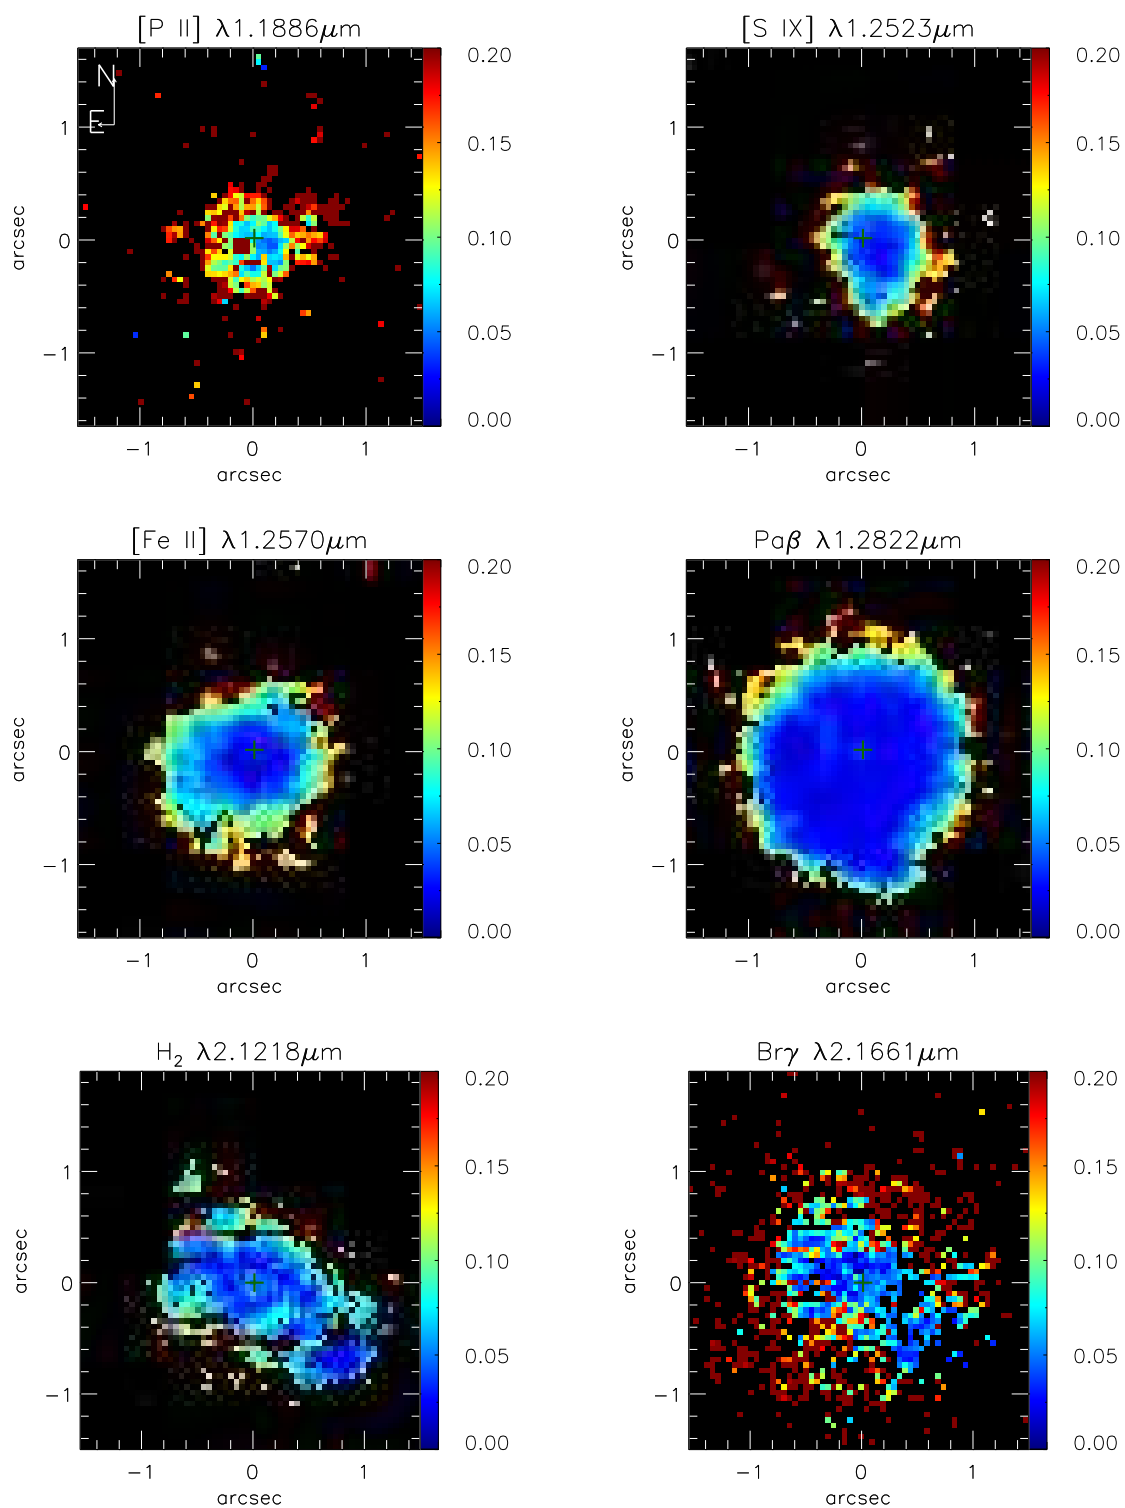 [P II] λ1.1886μm
[S IX] λ1.2523μm
N
E
1
0
−1
arcsec
−1 0 1
arcsec
0.20
0.15
0.10
0.05
0.00
1
0
−1
arcsec
−1 0 1
arcsec
0.20
0.15
0.10
0.05
0.00
[Fe II] λ1.2570μm
Paβ λ1.2822μm
1
0
−1
arcsec
−1 0 1
arcsec
0.20
0.15
0.10
0.05
0.00
1
0
−1
arcsec
−1 0 1
arcsec
0.20
0.15
0.10
0.05
0.00
H₂ λ2.1218μm
Brγ λ2.1661μm
1
0
−1
arcsec
−1 0 1
arcsec
0.20
0.15
0.10
0.05
0.00
1
0
−1
arcsec
−1 0 1
arcsec
0.20
0.15
0.10
0.05
0.00